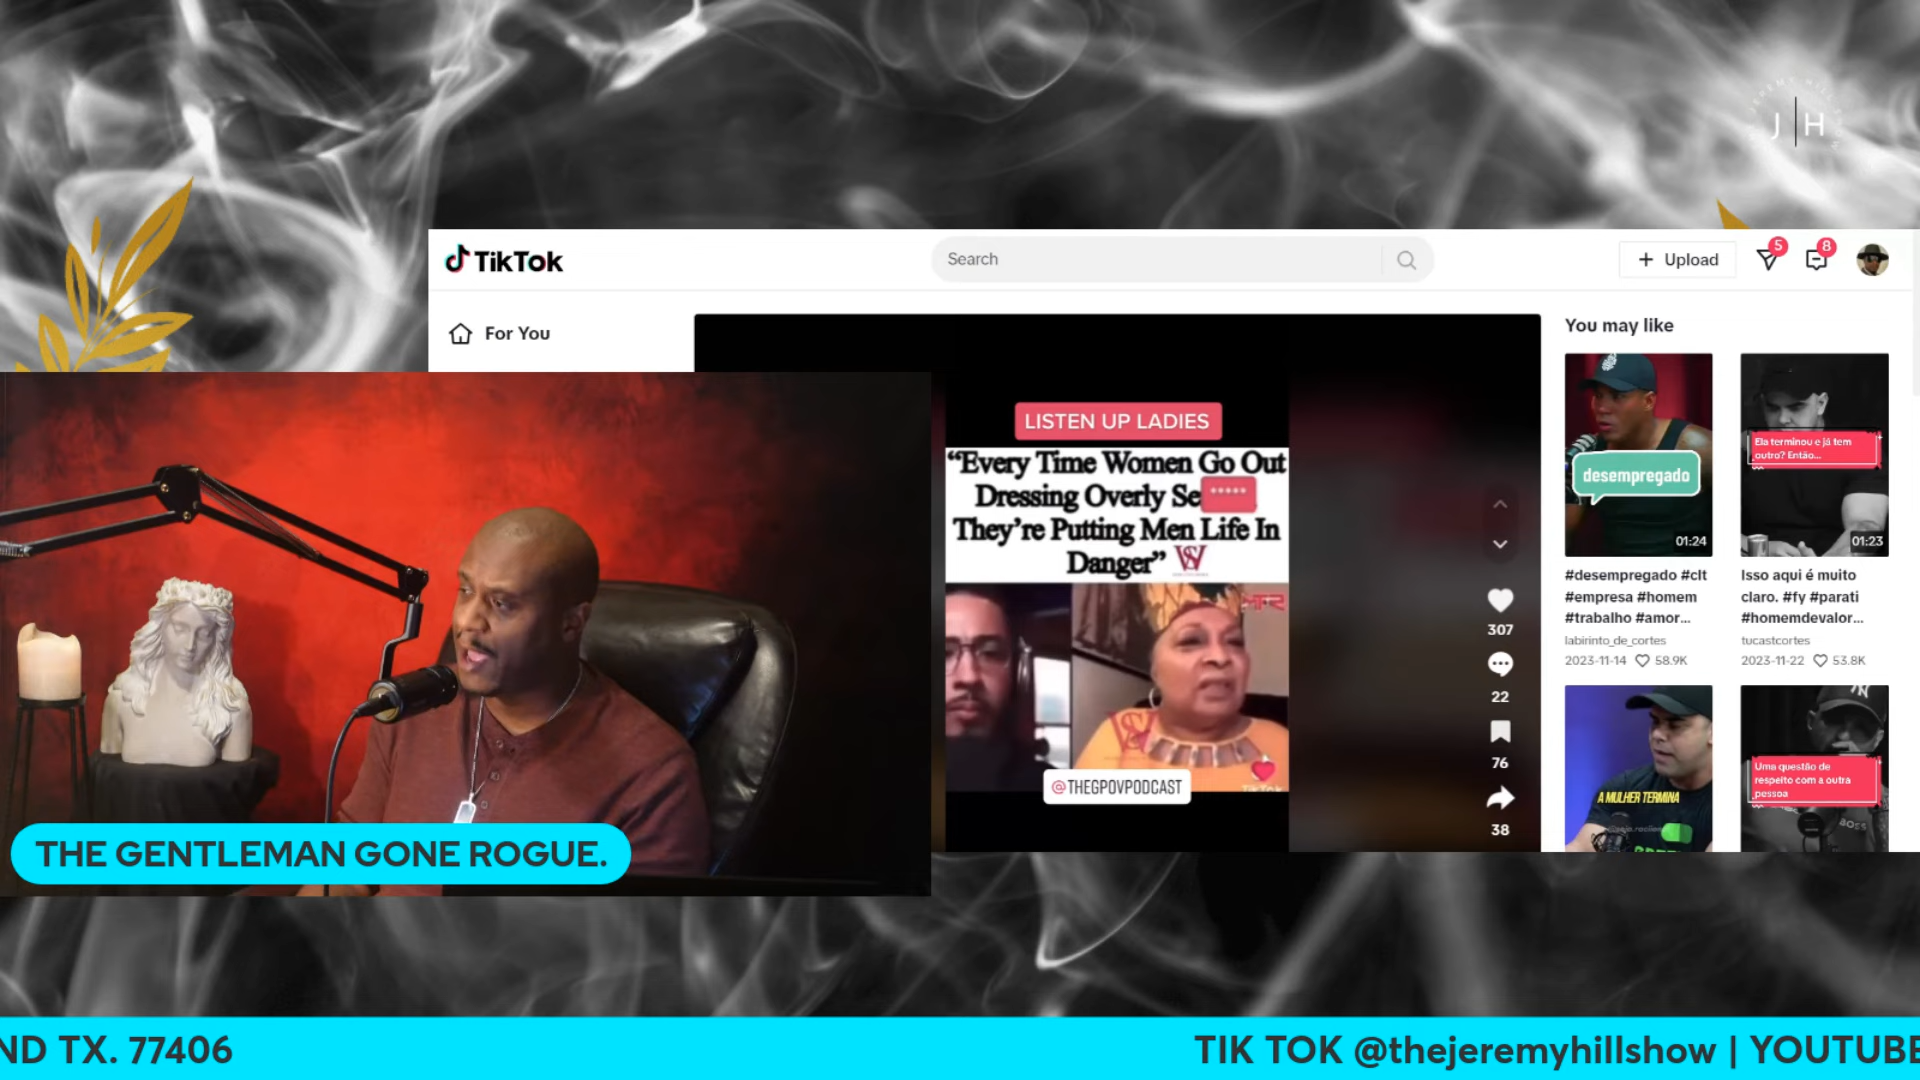 J | H
TikTok
Search
Upload
5
8
For You
You may like
LISTEN UP LADIES
“Every Time Women Go Out
Dressing Overly Se*****
They’re Putting Men Life In
Danger”
@THEGPOVPODCAST
TikTok
307
22
76
38
desempregado
01:24
#desempregado #clt
#empresa #homem
#trabalho #amor...
labirinto_de_cortes
2023-11-14 58.9K
Ela terminou e já tem
outro? Então...
01:23
Isso aqui é muito
claro. #fy #parati
#homemdevalor...
tucastcortes
2023-11-22 53.8K
A MULHER TERMINA
Uma questão de
respeito com a outra
pessoa
BOSS
THE GENTLEMAN GONE ROGUE.
ND TX. 77406
TIK TOK @thejeremyhillshow | YOUTUBE